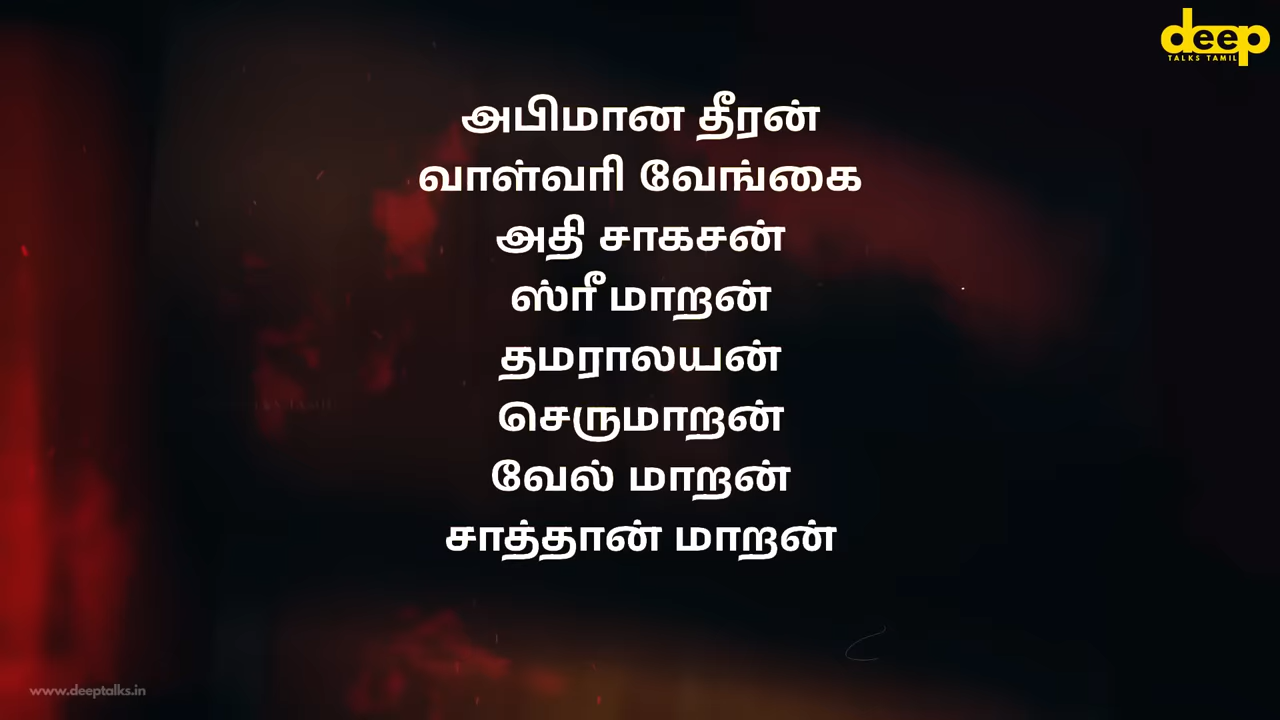 deep
TALKS TAMIL
அபிமான தீரன்
வாள்வரி வேங்கை
அதி சாகசன்
ஸ்ரீ மாறன்
தமராலயன்
செருமாறன்
வேல் மாறன்
சாத்தான் மாறன்
www.deeptalks.in